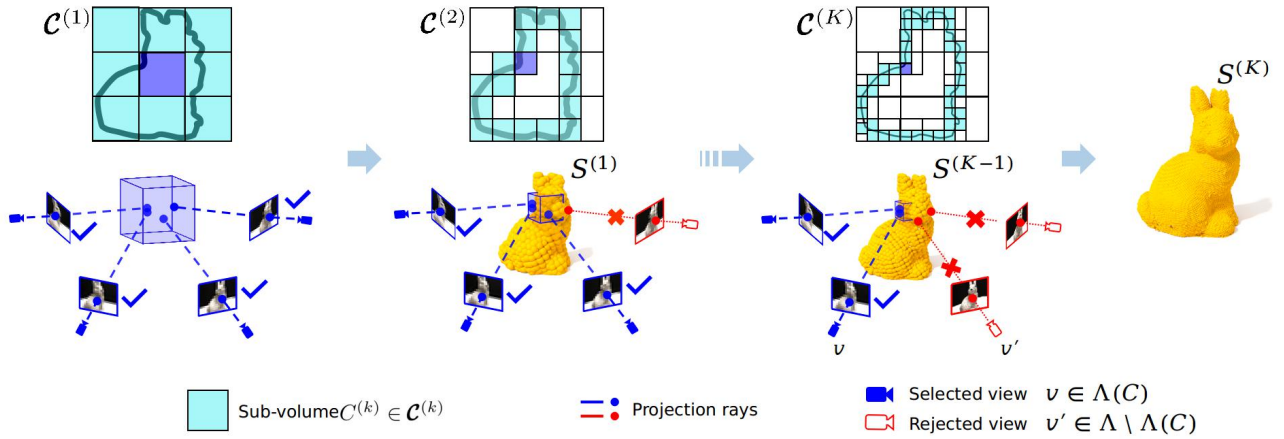 𝓒^{(1)}
𝓒^{(2)}
𝓒^{(K)}
S^{(K)}
S^{(1)}
S^{(K−1)}
v
v′
Sub-volume C^{(k)} ∈ 𝓒^{(k)}
Projection rays
Selected view v ∈ Λ(C)
Rejected view v′ ∈ Λ \ Λ(C)